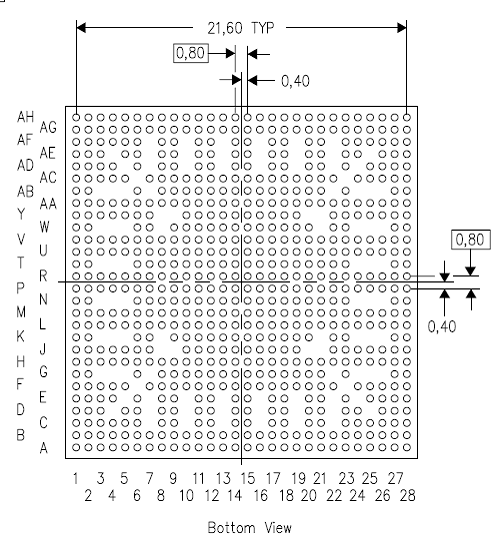 21,60 TYP
0,80
0,40
AH
AG
AF
AE
AD
AC
AB
AA
Y
W
V
U
T
R
P
N
M
L
K
J
H
G
F
E
D
C
B
A
0,80
0,40
1 3 5 7 9 11 13 15 17 19 21 23 25 27
2 4 6 8 10 12 14 16 18 20 22 24 26 28
Bottom View